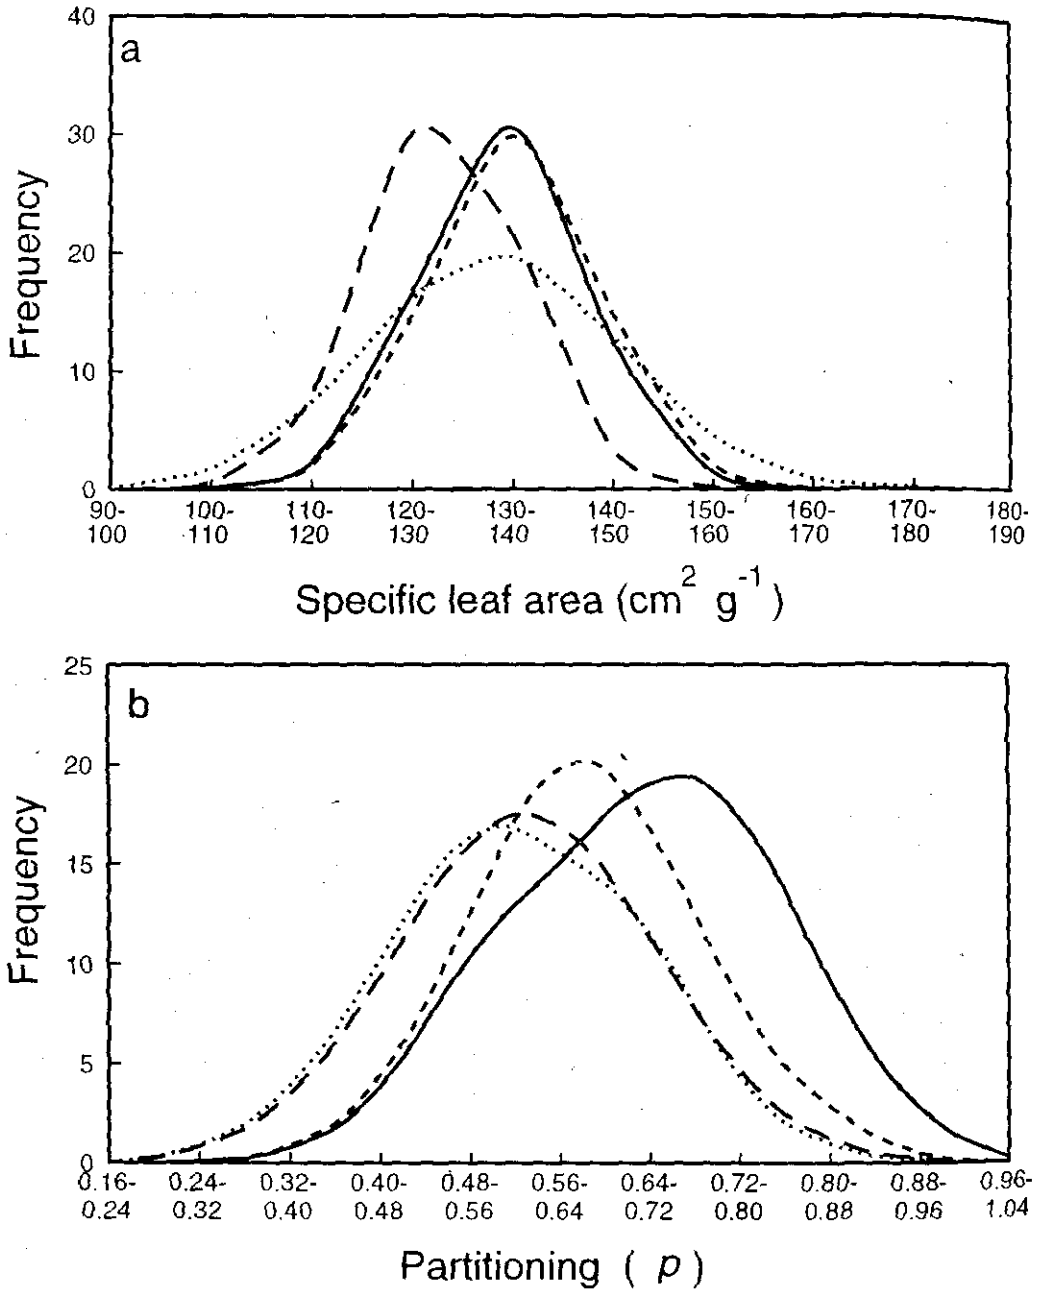 a
40
30
20
10
0
Frequency
90- 100- 110- 120- 130- 140- 150- 160- 170- 180-
100 110 120 130 140 150 160 170 180 190
Specific leaf area (cm² g⁻¹)
b
25
20
15
10
5
0
Frequency
0.16- 0.24- 0.32- 0.40- 0.48- 0.56- 0.64- 0.72- 0.80- 0.88- 0.96-
0.24 0.32 0.40 0.48 0.56 0.64 0.72 0.80 0.88 0.96 1.04
Partitioning ( p )